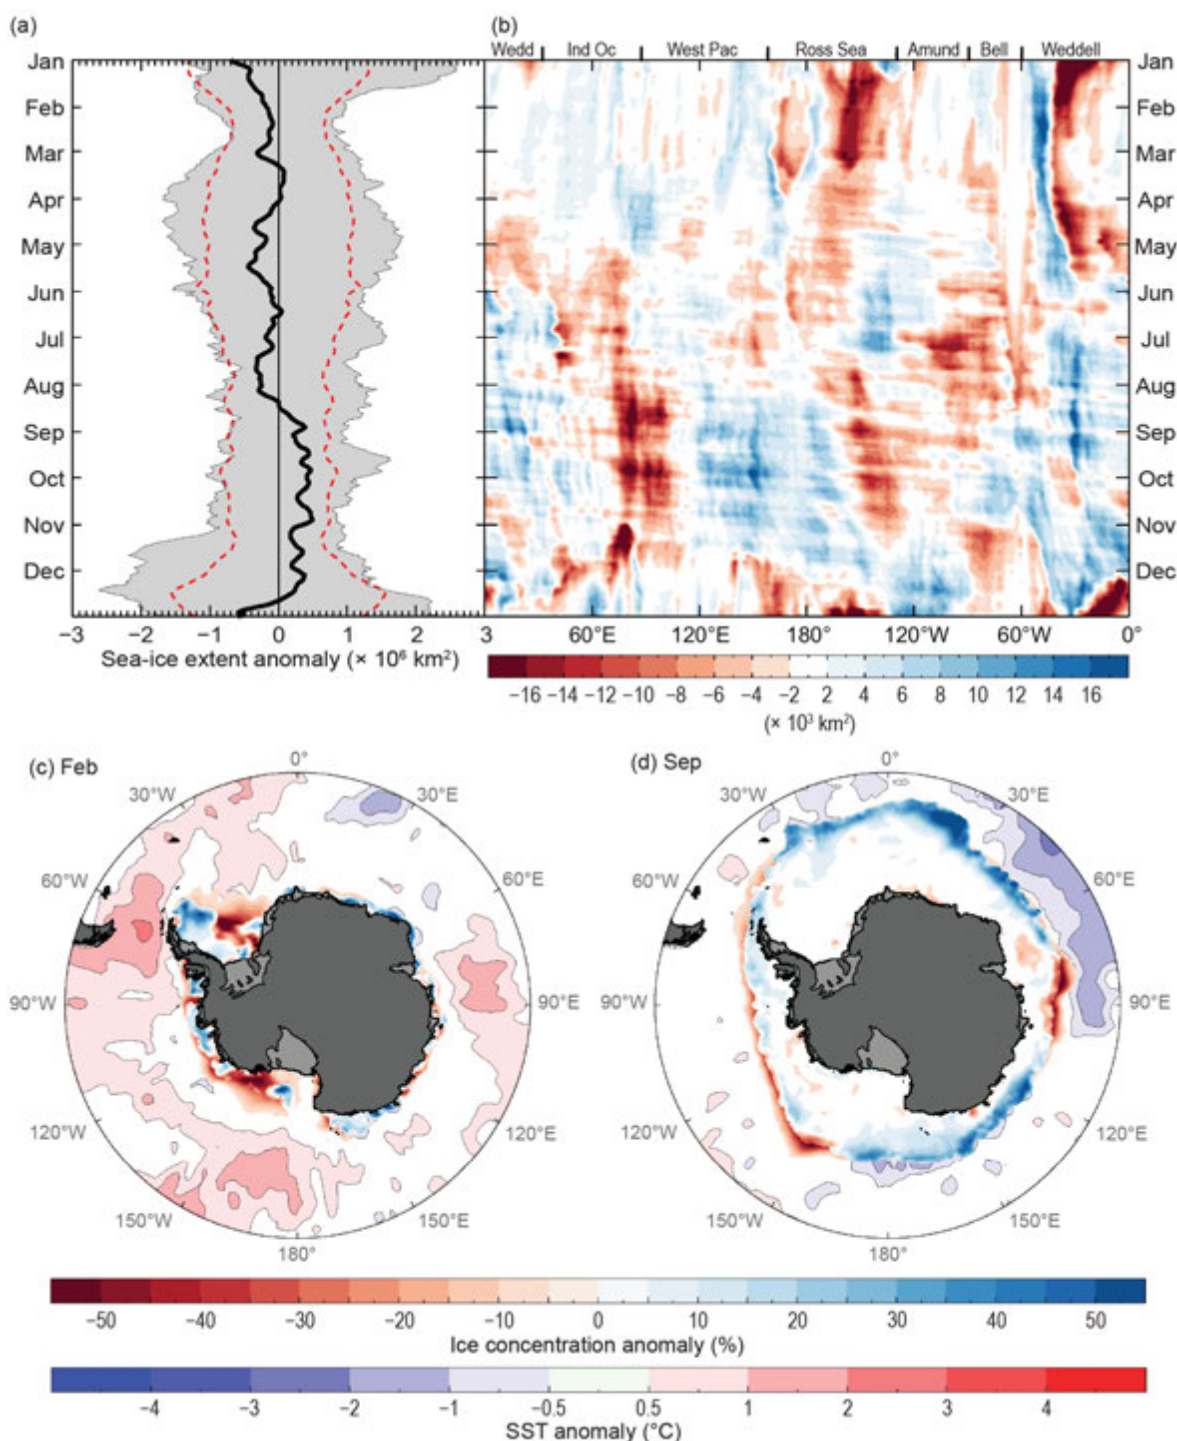 (a)
(b)
Wedd Ind Oc West Pac Ross Sea Amund Bell Weddell
Jan Jan
Feb Feb
Mar Mar
Apr Apr
May May
Jun Jun
Jul Jul
Aug Aug
Sep Sep
Oct Oct
Nov Nov
Dec Dec
−3 −2 −1 0 1 2 3 60°E 120°E 180° 120°W 60°W 0°
Sea-ice extent anomaly (× 10⁶ km²)
−16 −14 −12 −10 −8 −6 −4 −2 2 4 6 8 10 12 14 16
(× 10³ km²)
(c) Feb
0°
30°W 30°E
60°W 60°E
90°W 90°E
120°W 120°E
150°W 150°E
180°
(d) Sep
0°
30°W 30°E
60°W 60°E
90°W 90°E
120°W 120°E
150°W 150°E
180°
−50 −40 −30 −20 −10 0 10 20 30 40 50
Ice concentration anomaly (%)
−4 −3 −2 −1 −0.5 0.5 1 2 3 4
SST anomaly (°C)